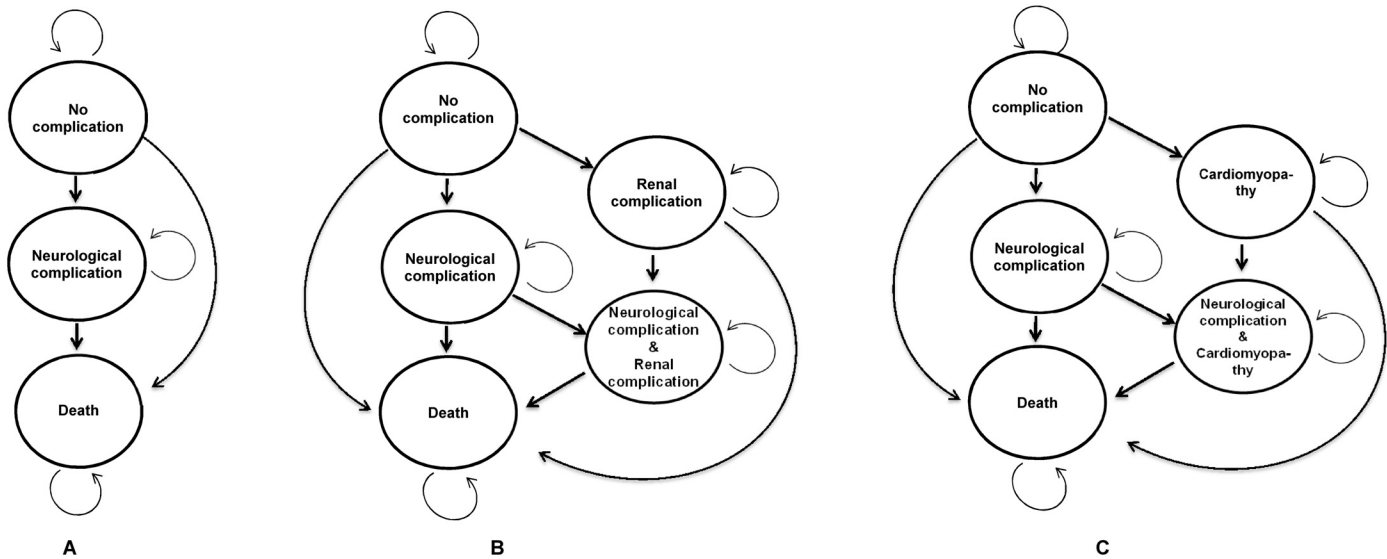 No
complication
Neurological
complication
Death
A
No
complication
Renal
complication
Neurological
complication
Neurological
complication
&
Renal
complication
Death
B
No
complication
Cardiomyopa-
thy
Neurological
complication
Neurological
complication
&
Cardiomyopa-
thy
Death
C